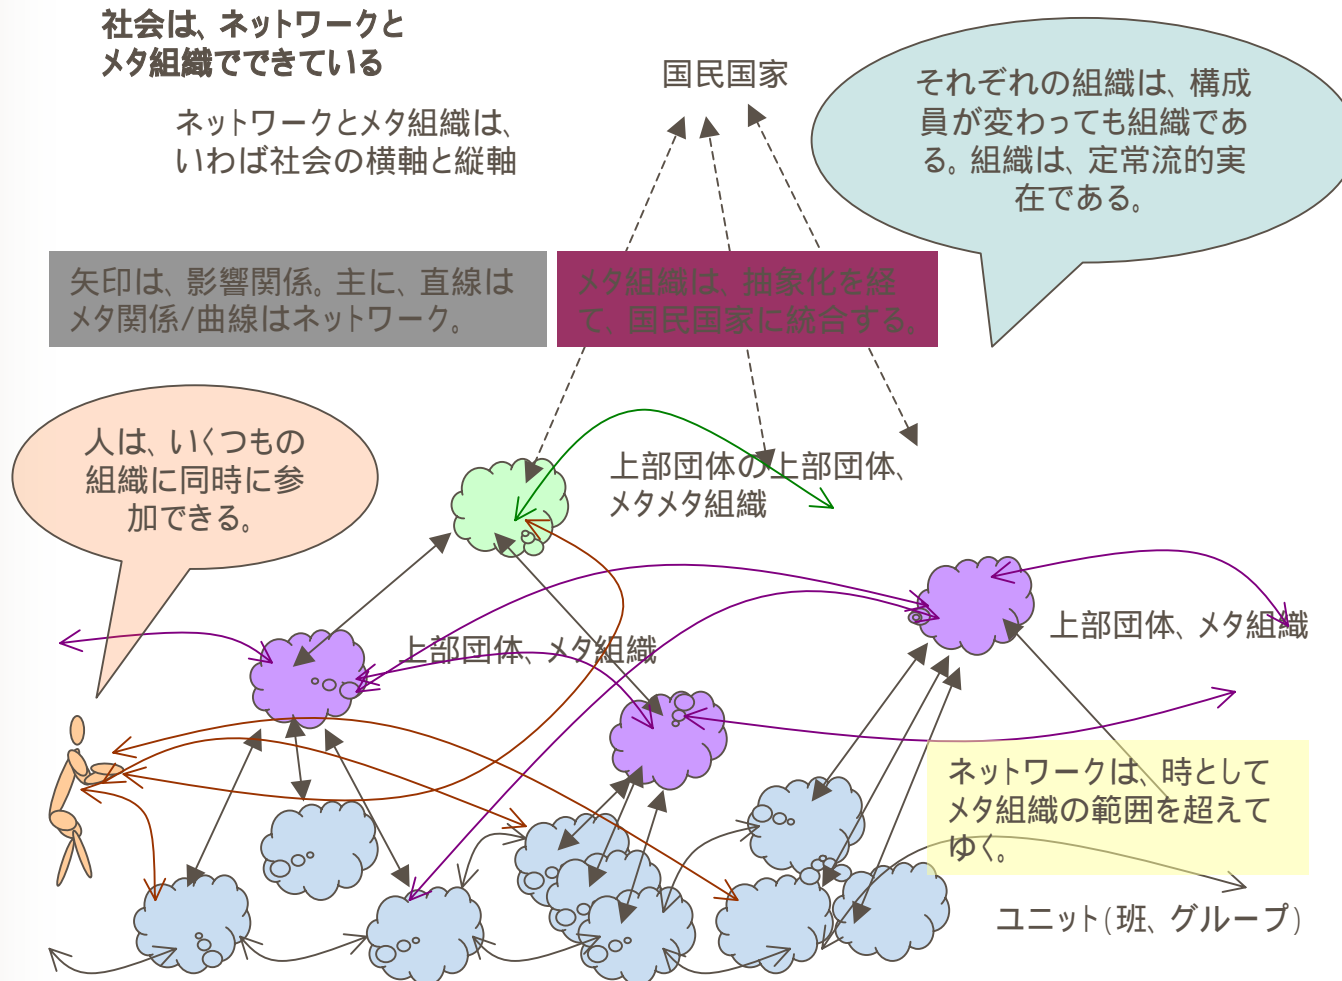 社会は、ネットワークと
メタ組織でできている
ネットワークとメタ組織は、
いわば社会の横軸と縦軸
国民国家
それぞれの組織は、構成
員が変わっても組織であ
る。組織は、定常流的実
在である。
矢印は、影響関係。主に、直線は
メタ関係/曲線はネットワーク。
メタ組織は、抽象化を経
て、国民国家に統合する。
人は、いくつもの
組織に同時に参
加できる。
上部団体の上部団体、
メタメタ組織
上部団体、メタ組織
上部団体、メタ組織
ネットワークは、時として
メタ組織の範囲を超えて
ゆく。
ユニット(班、グループ)